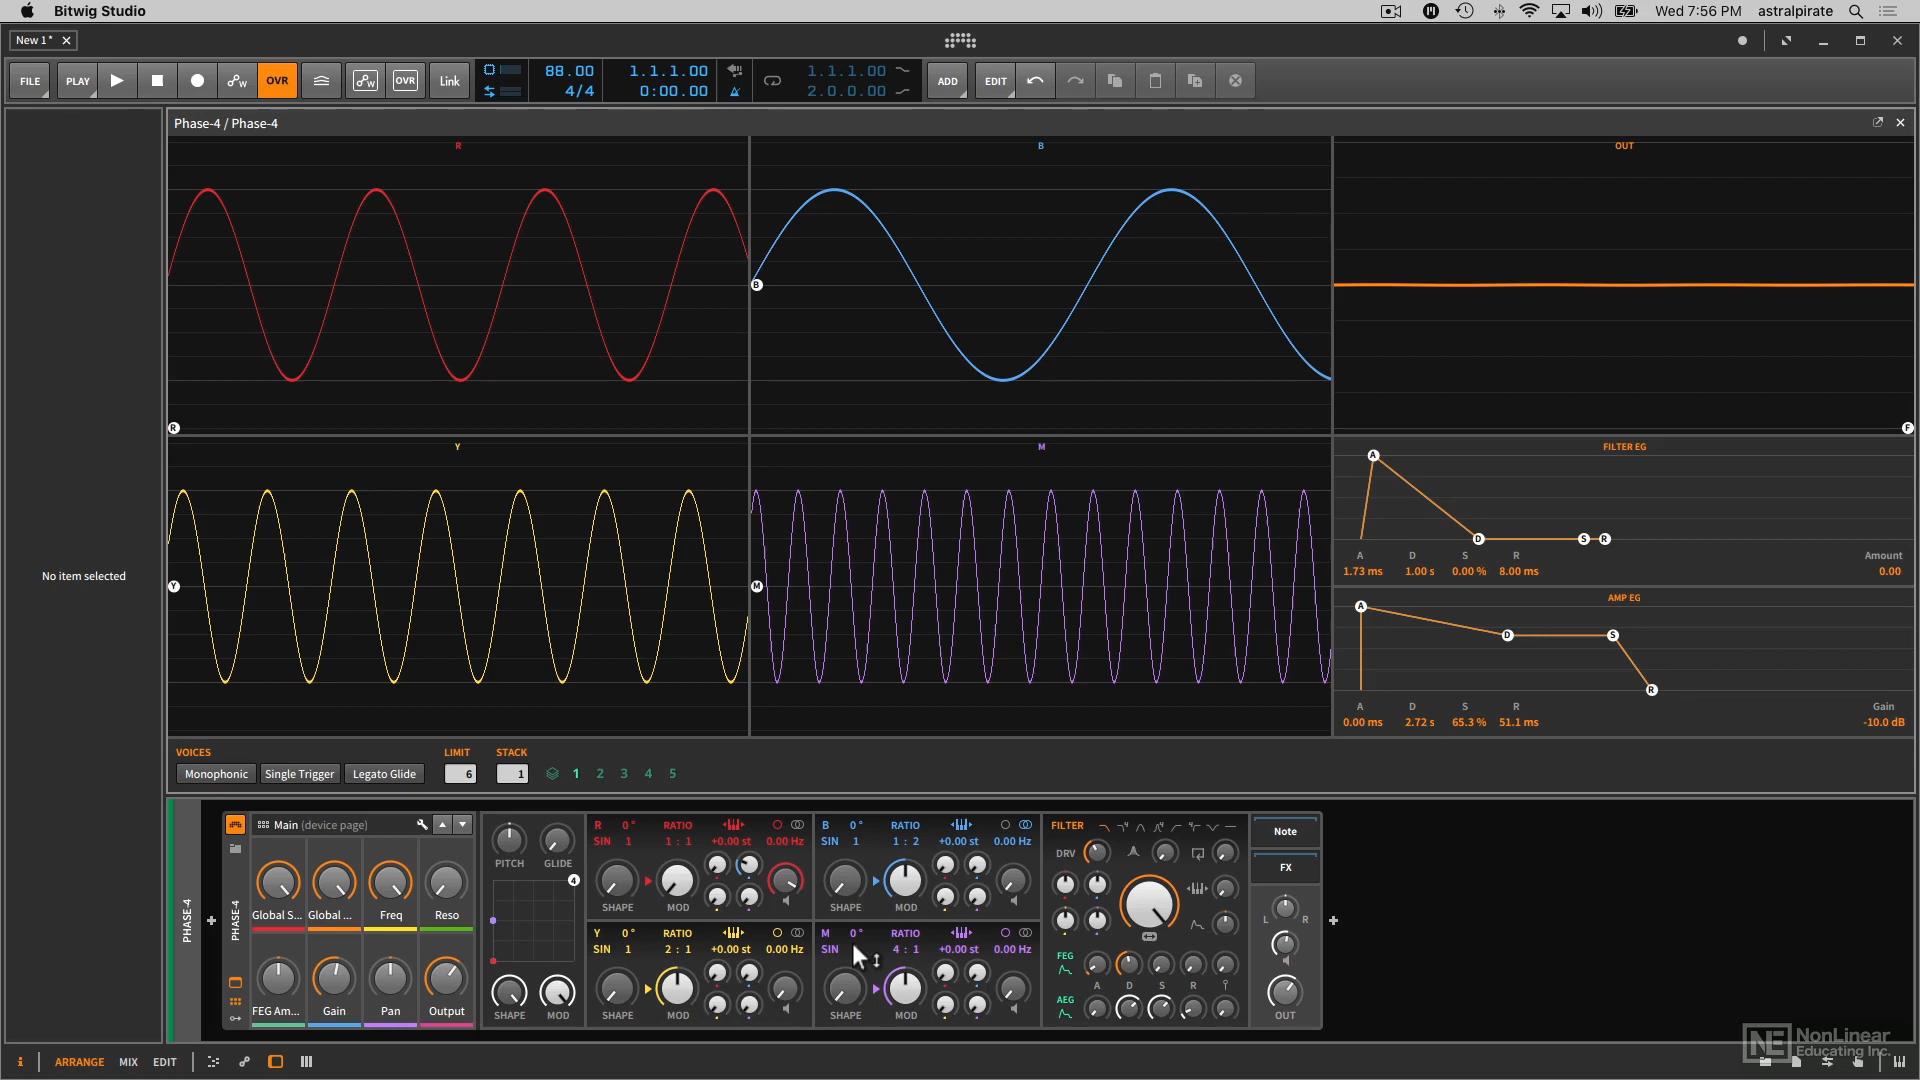 Bitwig Studio
Wed 7:56 PM astralpirate
New 1*
FILE PLAY OVR OVR Link
88.00 1.1.1.00 1.1.1.00
4/4 0:00.00 2.0.0.00
ADD EDIT
Phase-4 / Phase-4
R B OUT
B
R F
Y M FILTER EG
A
D S R
A D S R Amount
1.73 ms 1.00 s 0.00 % 8.00 ms 0.00
Y M
No item selected
AMP EG
A
D S
R
A D S R Gain
0.00 ms 2.72 s 65.3 % 51.1 ms -10.0 dB
VOICES LIMIT STACK
Monophonic Single Trigger Legato Glide 6 1 1 2 3 4 5
PHASE-4
PHASE-4
Main (device page)
Global S... Global ... Freq Reso
FEG Am... Gain Pan Output
PITCH GLIDE
4
SHAPE MOD
R 0° RATIO
SIN 1 1 : 1 +0.00 st 0.00 Hz
SHAPE MOD
B 0° RATIO
SIN 1 1 : 2 +0.00 st 0.00 Hz
SHAPE MOD
Y 0° RATIO
SIN 1 2 : 1 +0.00 st 0.00 Hz
SHAPE MOD
M 0° RATIO
SIN 4 : 1 +0.00 st 0.00 Hz
SHAPE MOD
FILTER
DRV
FEG
A D S R
AEG
Note
FX
L R
OUT
NE NonLinear
Educating Inc.
i ARRANGE MIX EDIT